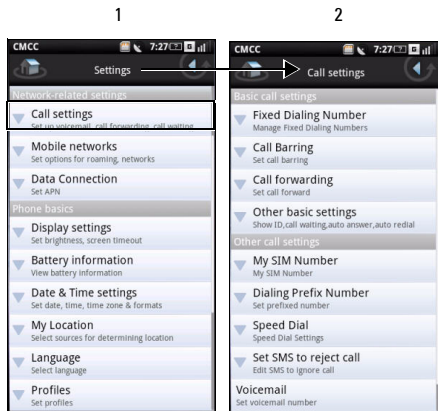 1
2
CMCC 7:27
Settings
Network-related settings
Call settings
Set up voicemail, call forwarding, call waiting
Mobile networks
Set options for roaming, networks
Data Connection
Set APN
Phone basics
Display settings
Set brightness, screen timeout
Battery information
View battery information
Date & Time settings
Set date, time, time zone & formats
My Location
Select sources for determining location
Language
Select language
Profiles
Set profiles
CMCC 7:27
Call settings
Basic call settings
Fixed Dialing Number
Manage Fixed Dialing Numbers
Call Barring
Set call barring
Call forwarding
Set call forward
Other basic settings
Show ID,call waiting,auto answer,auto redial
Other call settings
My SIM Number
My SIM Number
Dialing Prefix Number
Set prefixed number
Speed Dial
Speed Dial Settings
Set SMS to reject call
Edit SMS to ignore call
Voicemail
Set voicemail number